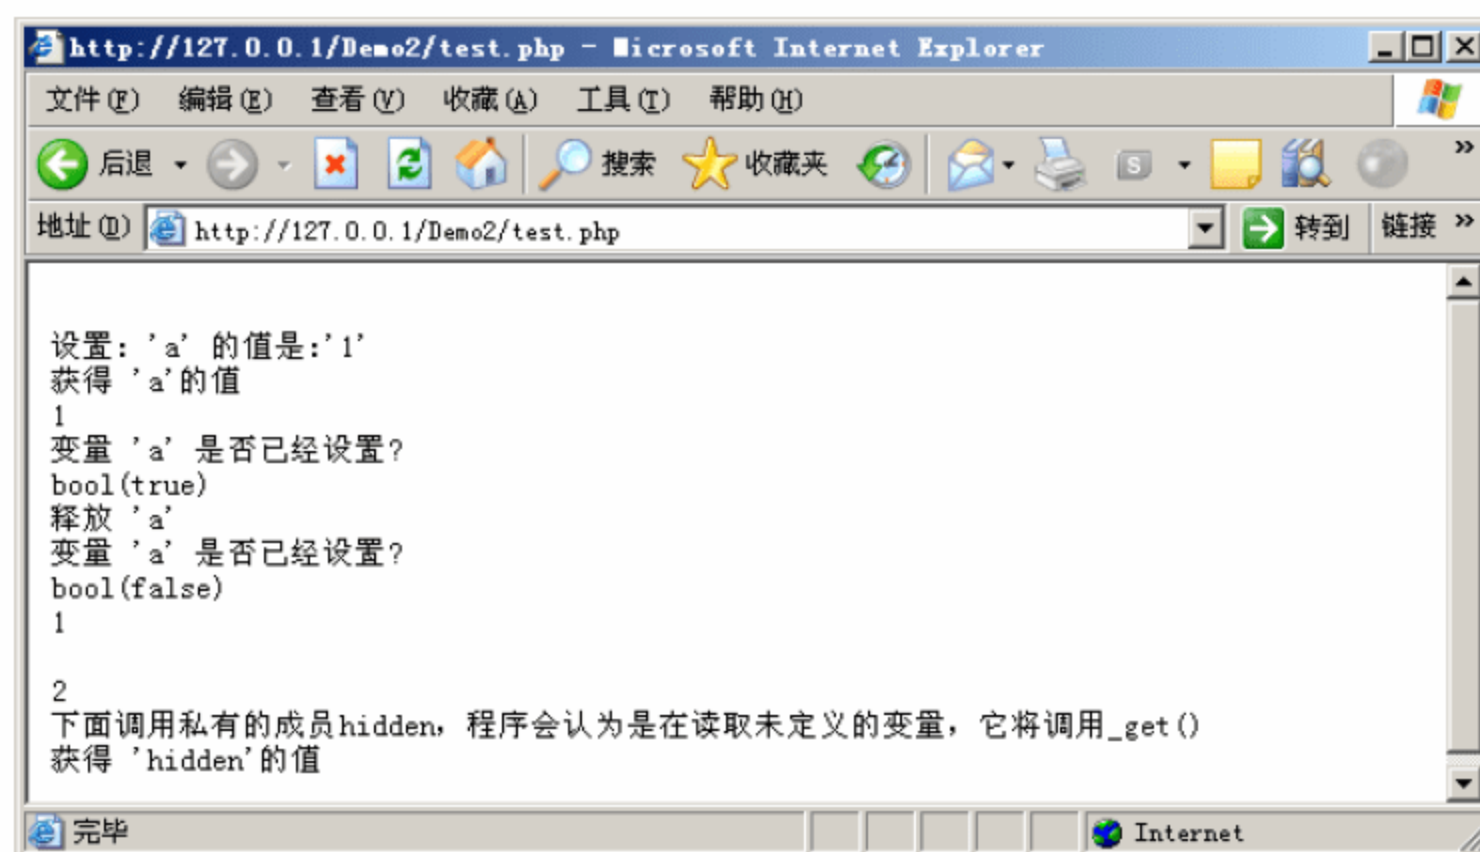 http://127.0.0.1/Demo2/test.php - Microsoft Internet Explorer
文件(F) 编辑(E) 查看(V) 收藏(A) 工具(T) 帮助(H)
后退 搜索 收藏夹 S »
地址(D) http://127.0.0.1/Demo2/test.php 转到 链接 »
设置: 'a' 的值是:'1'
获得 'a'的值
1
变量 'a' 是否已经设置?
bool(true)
释放 'a'
变量 'a' 是否已经设置?
bool(false)
1
2
下面调用私有的成员hidden，程序会认为是在读取未定义的变量，它将调用_get()
获得 'hidden'的值
完毕 Internet